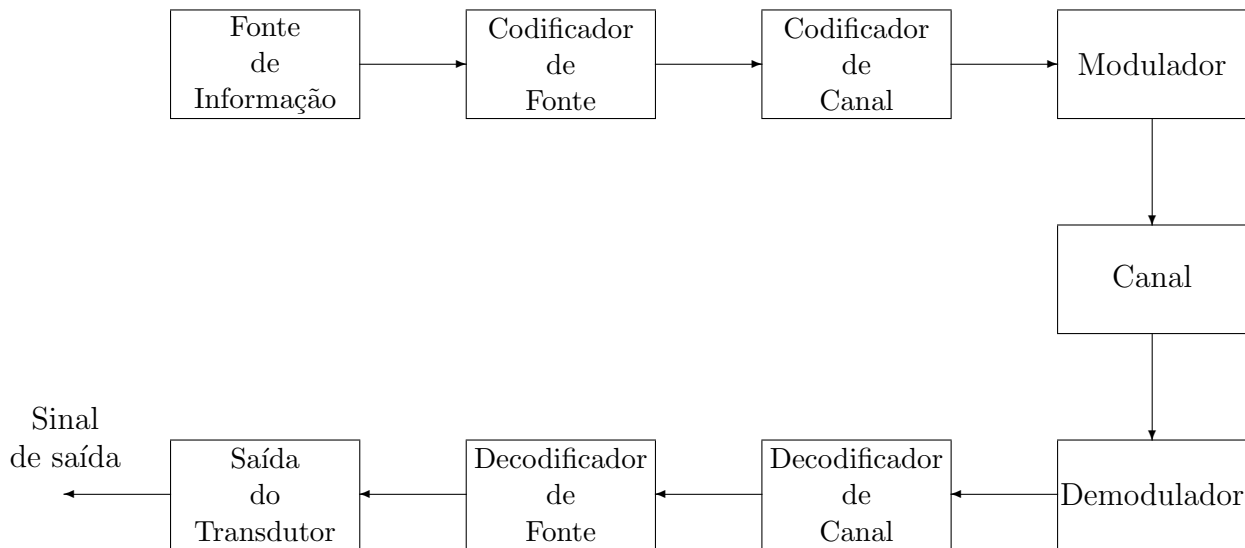 Fonte
de
Informação
Codificador
de
Fonte
Codificador
de
Canal
Modulador
Canal
Sinal
de saída
Saída
do
Transdutor
Decodificador
de
Fonte
Decodificador
de
Canal
Demodulador